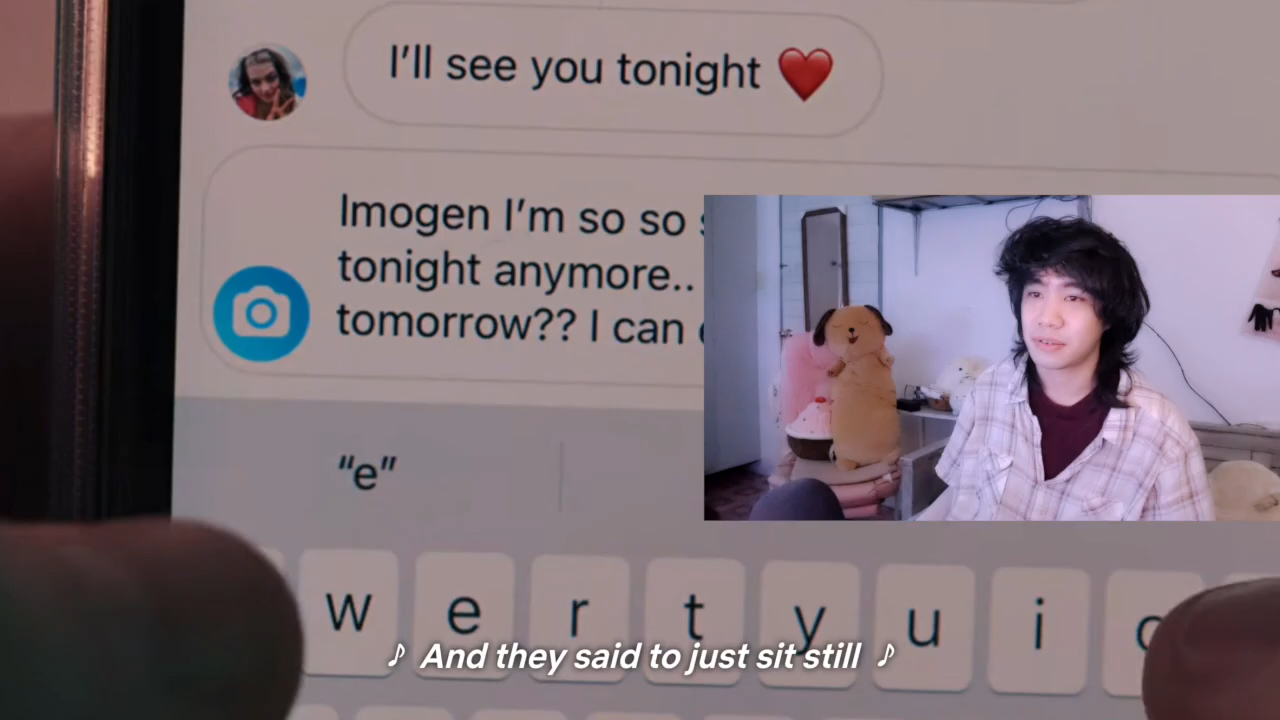 I'll see you tonight ❤️
Imogen I'm so so
tonight anymore..
tomorrow?? I can
"e"
w e r t y u i
♪ And they said to just sit still ♪